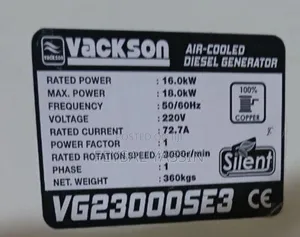 VACKSON
VACKSON
AIR-COOLED
DIESEL GENERATOR
RATED POWER : 16.0kW
MAX. POWER : 18.0kW
FREQUENCY : 50/60Hz
VOLTAGE : 220V
RATED CURRENT : 72.7A
POWER FACTOR : 1
RATED ROTATION SPEED : 3000r/min
PHASE : 1
NET. WEIGHT : 360kgs
100%
COPPER
Silent
VG23000SE3 CE